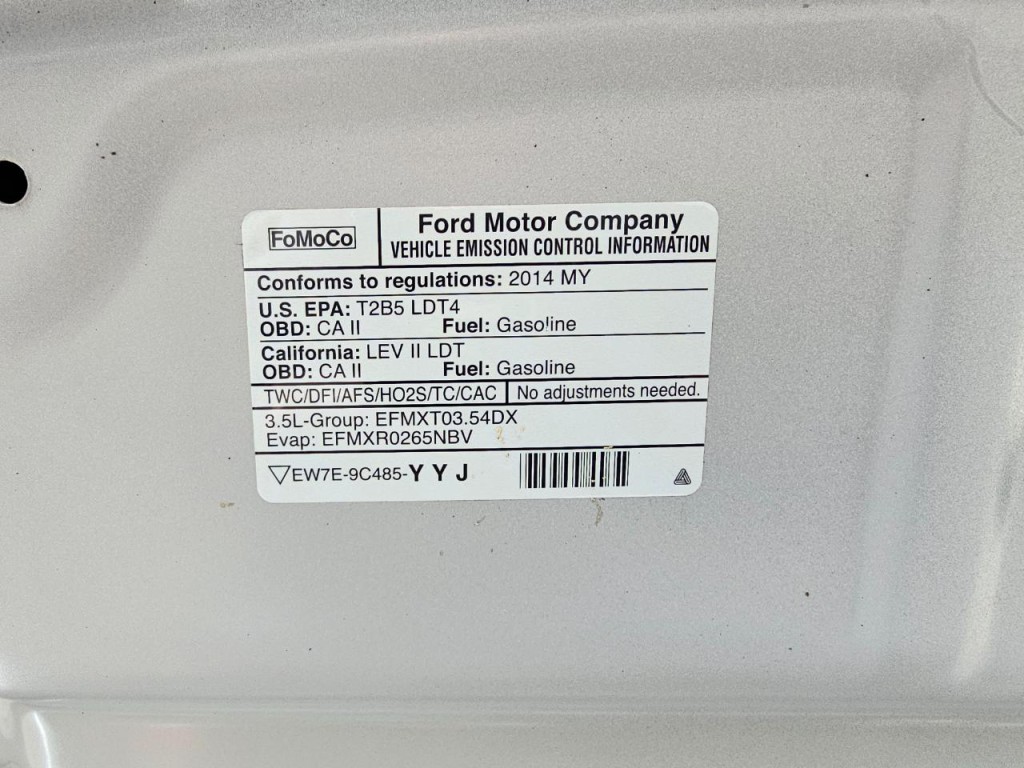 FoMoCo
Ford Motor Company
VEHICLE EMISSION CONTROL INFORMATION
Conforms to regulations: 2014 MY
U.S. EPA: T2B5 LDT4
OBD: CA II Fuel: Gasoline
California: LEV II LDT
OBD: CA II Fuel: Gasoline
TWC/DFI/AFS/HO2S/TC/CAC No adjustments needed.
3.5L-Group: EFMXT03.54DX
Evap: EFMXR0265NBV
EW7E-9C485-YYJ